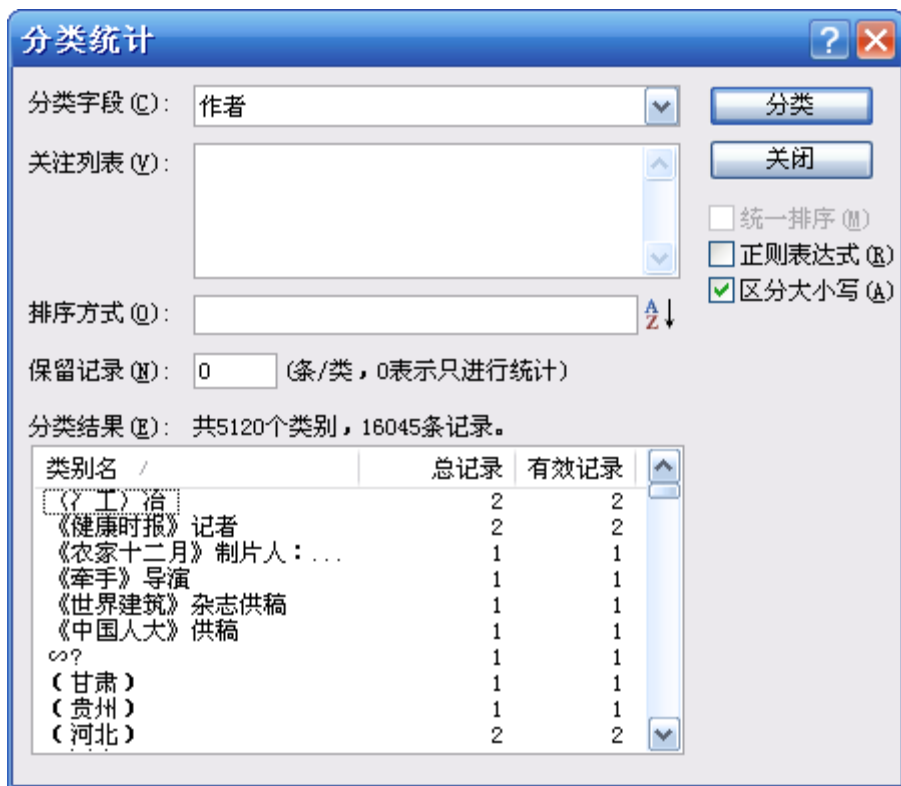 分类统计
分类字段(C): 作者 分类
关注列表(V): 关闭
统一排序(M)
正则表达式(R)
区分大小写(A)
排序方式(O):
保留记录(N): 0 (条/类，0表示只进行统计)
分类结果(E): 共5120个类别，16045条记录。
类别名 / 总记录 有效记录
(氵工)冶 2 2
《健康时报》记者 2 2
《农家十二月》制片人：... 1 1
《牵手》导演 1 1
《世界建筑》杂志供稿 1 1
《中国人大》供稿 1 1
∽? 1 1
(甘肃) 1 1
(贵州) 1 1
(河北) 2 2